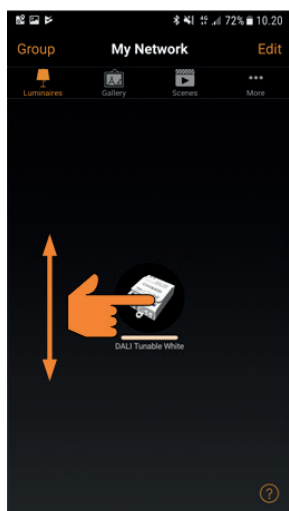 72% 10.20
Group My Network Edit
Luminaires Gallery Scenes More
DALI Tunable White
?